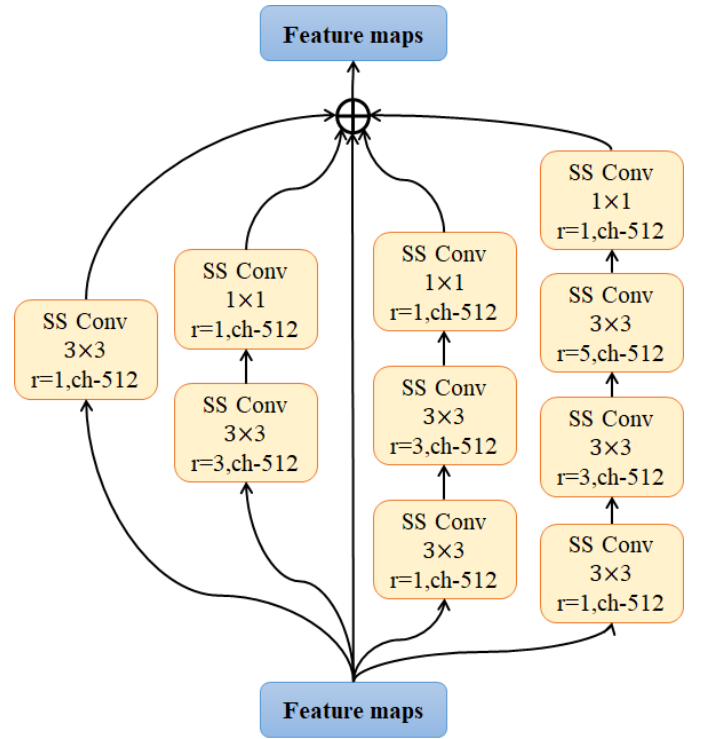 Feature maps
SS Conv
3×3
r=1,ch-512
SS Conv
1×1
r=1,ch-512
SS Conv
3×3
r=3,ch-512
SS Conv
1×1
r=1,ch-512
SS Conv
3×3
r=3,ch-512
SS Conv
3×3
r=1,ch-512
SS Conv
1×1
r=1,ch-512
SS Conv
3×3
r=5,ch-512
SS Conv
3×3
r=3,ch-512
SS Conv
3×3
r=1,ch-512
Feature maps